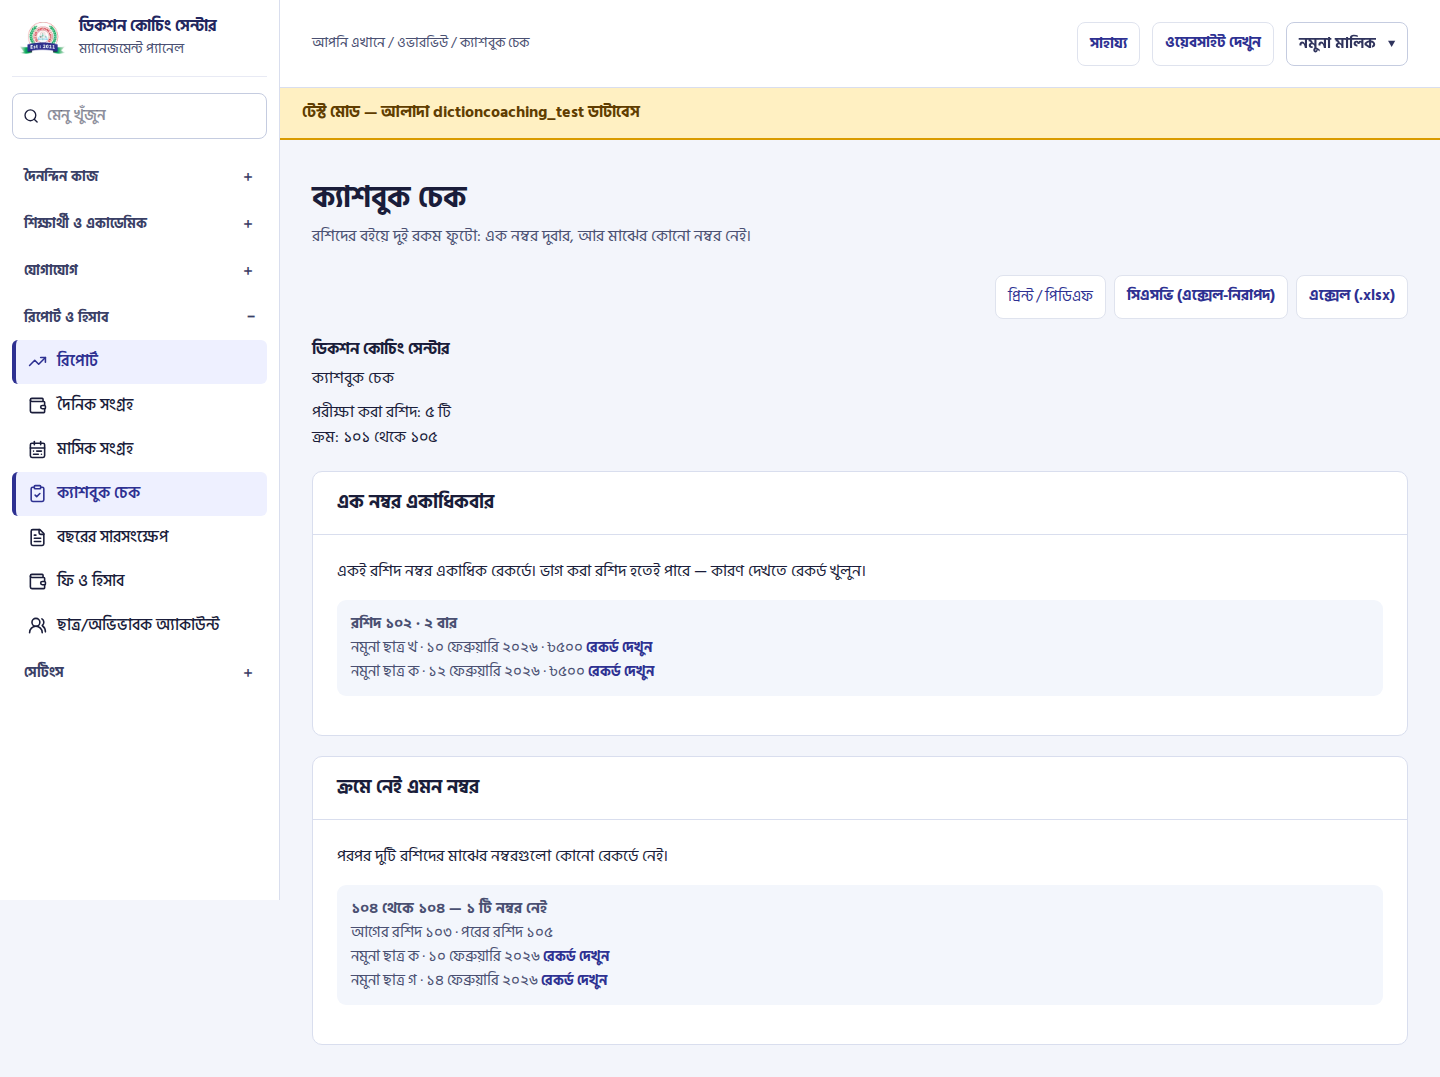 ডিকশন কোচিং সেন্টার
ম্যানেজমেন্ট প্যানেল
Est : 2011
মেনু খুঁজুন
দৈনন্দিন কাজ +
শিক্ষার্থী ও একাডেমিক +
যোগাযোগ +
রিপোর্ট ও হিসাব −
রিপোর্ট
দৈনিক সংগ্রহ
মাসিক সংগ্রহ
ক্যাশবুক চেক
বছরের সারসংক্ষেপ
ফি ও হিসাব
ছাত্র/অভিভাবক অ্যাকাউন্ট
সেটিংস +
আপনি এখানে / ওভারভিউ / ক্যাশবুক চেক
সাহায্য
ওয়েবসাইট দেখুন
নমুনা মালিক ▾
টেস্ট মোড — আলাদা dictioncoaching_test ডাটাবেস
ক্যাশবুক চেক
রশিদের বইয়ে দুই রকম ফুটো: এক নম্বর দুবার, আর মাঝের কোনো নম্বর নেই।
প্রিন্ট / পিডিএফ
সিএসভি (এক্সেল-নিরাপদ)
এক্সেল (.xlsx)
ডিকশন কোচিং সেন্টার
ক্যাশবুক চেক
পরীক্ষা করা রশিদ: ৫ টি
ক্রম: ১০১ থেকে ১০৫
এক নম্বর একাধিকবার
একই রশিদ নম্বর একাধিক রেকর্ডে। ভাগ করা রশিদ হতেই পারে — কারণ দেখতে রেকর্ড খুলুন।
রশিদ ১০২ · ২ বার
নমুনা ছাত্র খ · ১০ ফেব্রুয়ারি ২০২৬ · ৳৫০০ রেকর্ড দেখুন
নমুনা ছাত্র ক · ১২ ফেব্রুয়ারি ২০২৬ · ৳৫০০ রেকর্ড দেখুন
ক্রমে নেই এমন নম্বর
পরপর দুটি রশিদের মাঝের নম্বরগুলো কোনো রেকর্ডে নেই।
১০৪ থেকে ১০৪ — ১ টি নম্বর নেই
আগের রশিদ ১০৩ · পরের রশিদ ১০৫
নমুনা ছাত্র ক · ১০ ফেব্রুয়ারি ২০২৬ রেকর্ড দেখুন
নমুনা ছাত্র গ · ১৪ ফেব্রুয়ারি ২০২৬ রেকর্ড দেখুন